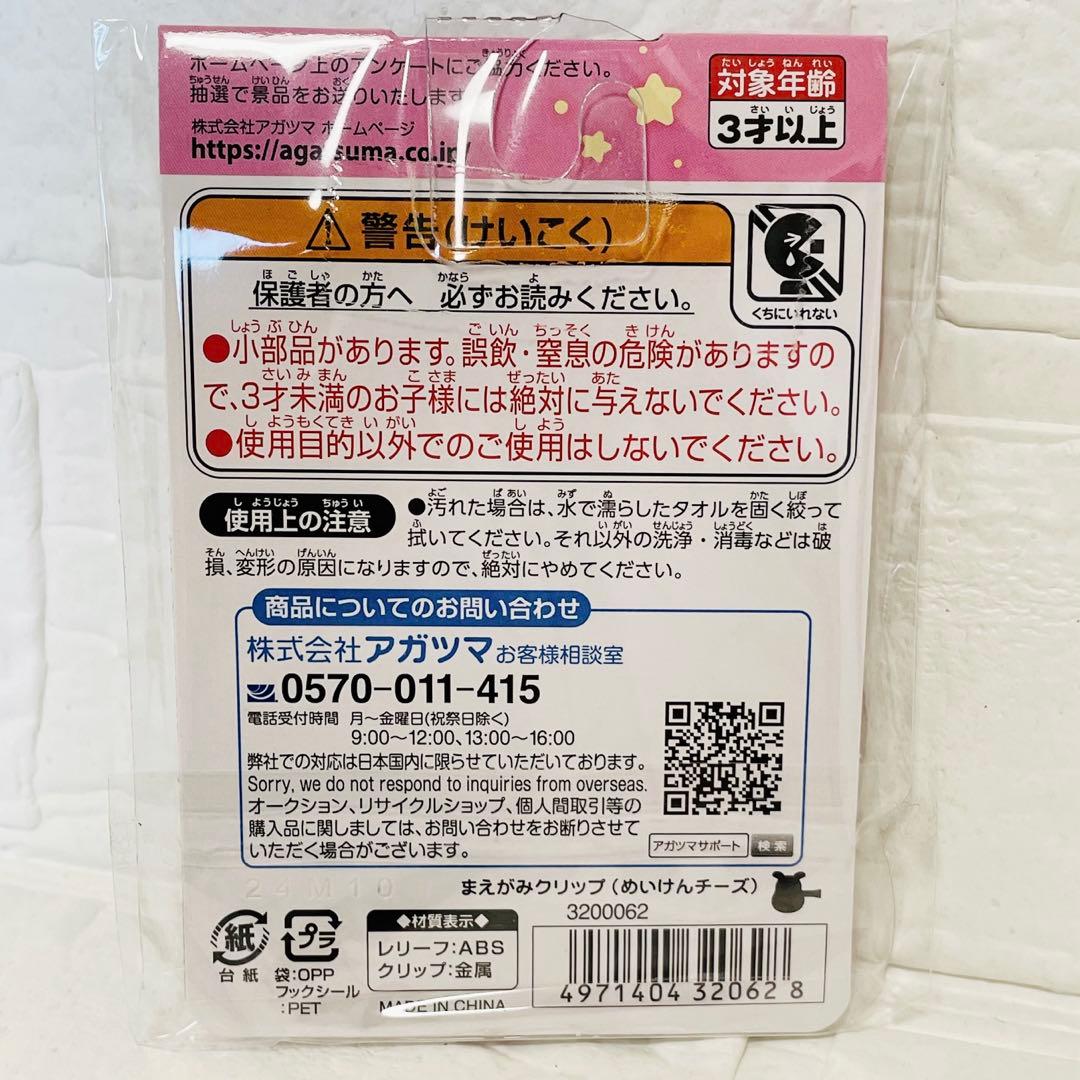 ホームページ上のアンケートにご協力ください。
抽選で景品をお送りいたします
株式会社アガツマ ホームページ
https://agatsuma.co.jp/
対象年齢
3才以上
⚠警告(けいこく)
保護者の方へ 必ずお読みください。
くちにいれない
●小部品があります。誤飲・窒息の危険がありますの
で、3才未満のお子様には絶対に与えないでください。
●使用目的以外でのご使用はしないでください。
使用上の注意
●汚れた場合は、水で濡らしたタオルを固く絞って
拭いてください。それ以外の洗浄・消毒などは破
損、変形の原因になりますので、絶対にやめてください。
商品についてのお問い合わせ
株式会社アガツマお客様相談室
0570-011-415
電話受付時間 月～金曜日(祝祭日除く)
9:00～12:00、13:00～16:00
弊社での対応は日本国内に限らせていただいております。
Sorry, we do not respond to inquiries from overseas.
オークション、リサイクルショップ、個人間取引等の
購入品に関しましては、お問い合わせをお断りさせて
いただく場合がございます。
アガツマサポート 検索
24M10
まえがみクリップ(めいけんチーズ)
3200062
紙
台紙
プラ
袋:OPP
フックシール
:PET
◆材質表示◆
レリーフ:ABS
クリップ:金属
MADE IN CHINA
4971404320628